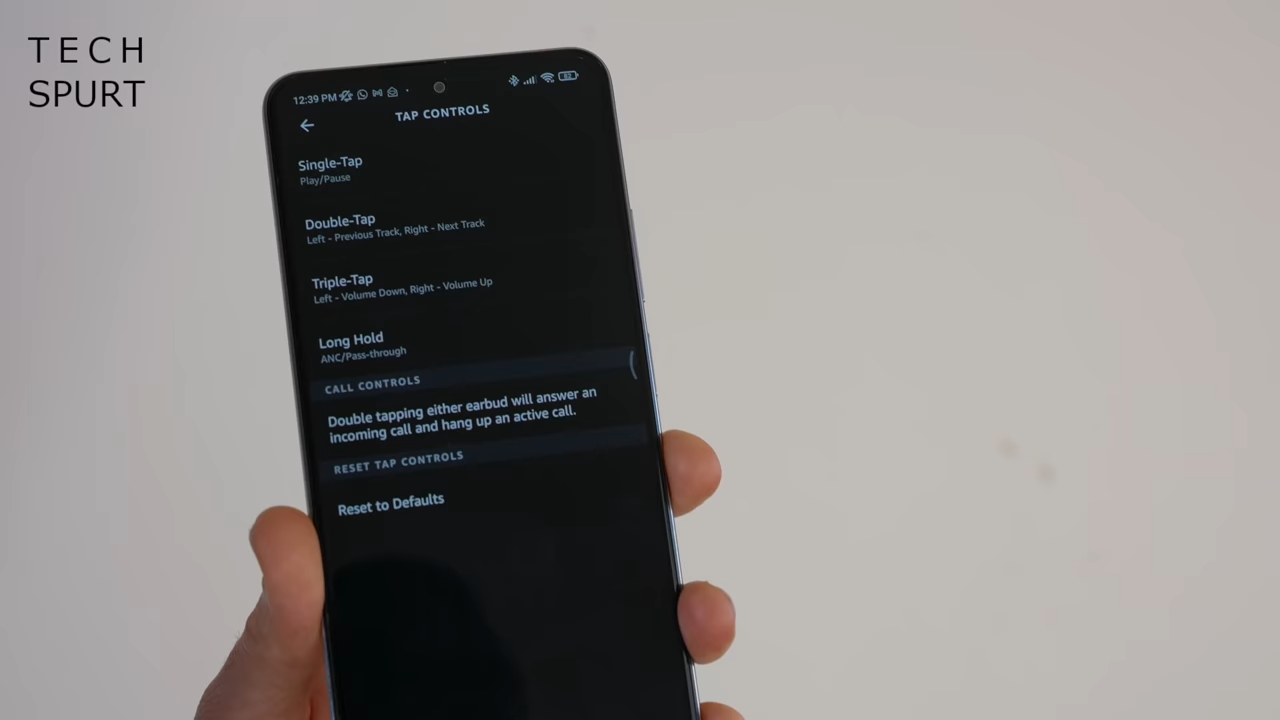 TECH
SPURT
12:39 PM
TAP CONTROLS
Single-Tap
Play/Pause
Double-Tap
Left - Previous Track, Right - Next Track
Triple-Tap
Left - Volume Down, Right - Volume Up
Long Hold
ANC/Pass-through
CALL CONTROLS
Double tapping either earbud will answer an
incoming call and hang up an active call.
RESET TAP CONTROLS
Reset to Defaults